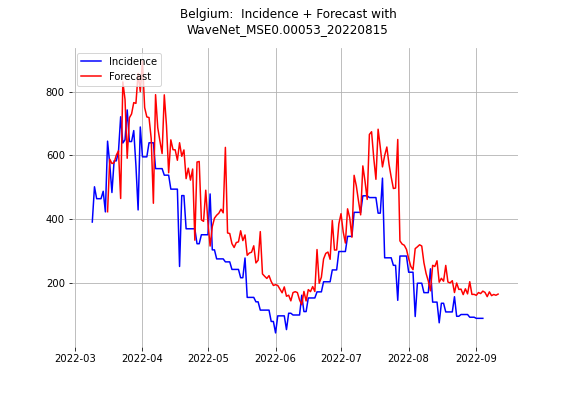 Belgium:  Incidence + Forecast with
WaveNet_MSE0.00053_20220815
Incidence
Forecast
800
600
400
200
2022-03 2022-04 2022-05 2022-06 2022-07 2022-08 2022-09